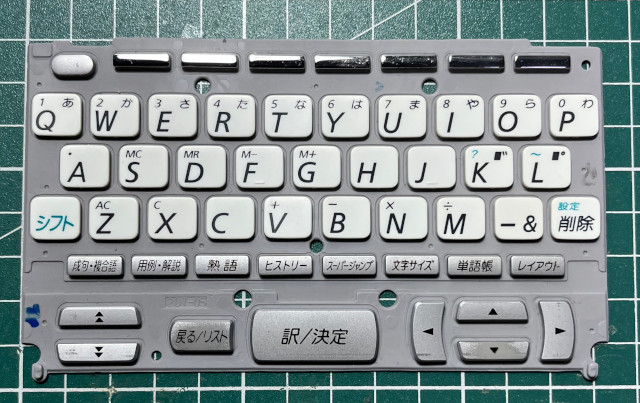 1 あ 2 か 3 さ 4 た 5 な 6 は 7 ま 8 や 9 ら 0 わ
Q W E R T Y U I O P
・ MC MR M− M+ ? 〜
A S D F G H J K L
AC C + − × ÷ 設定
シフト Z X C V B N M −& 削除
成句・複合語 用例・解説 熟語 ヒストリー スーパージャンプ 文字サイズ 単語帳 レイアウト
戻る/リスト 訳/決定